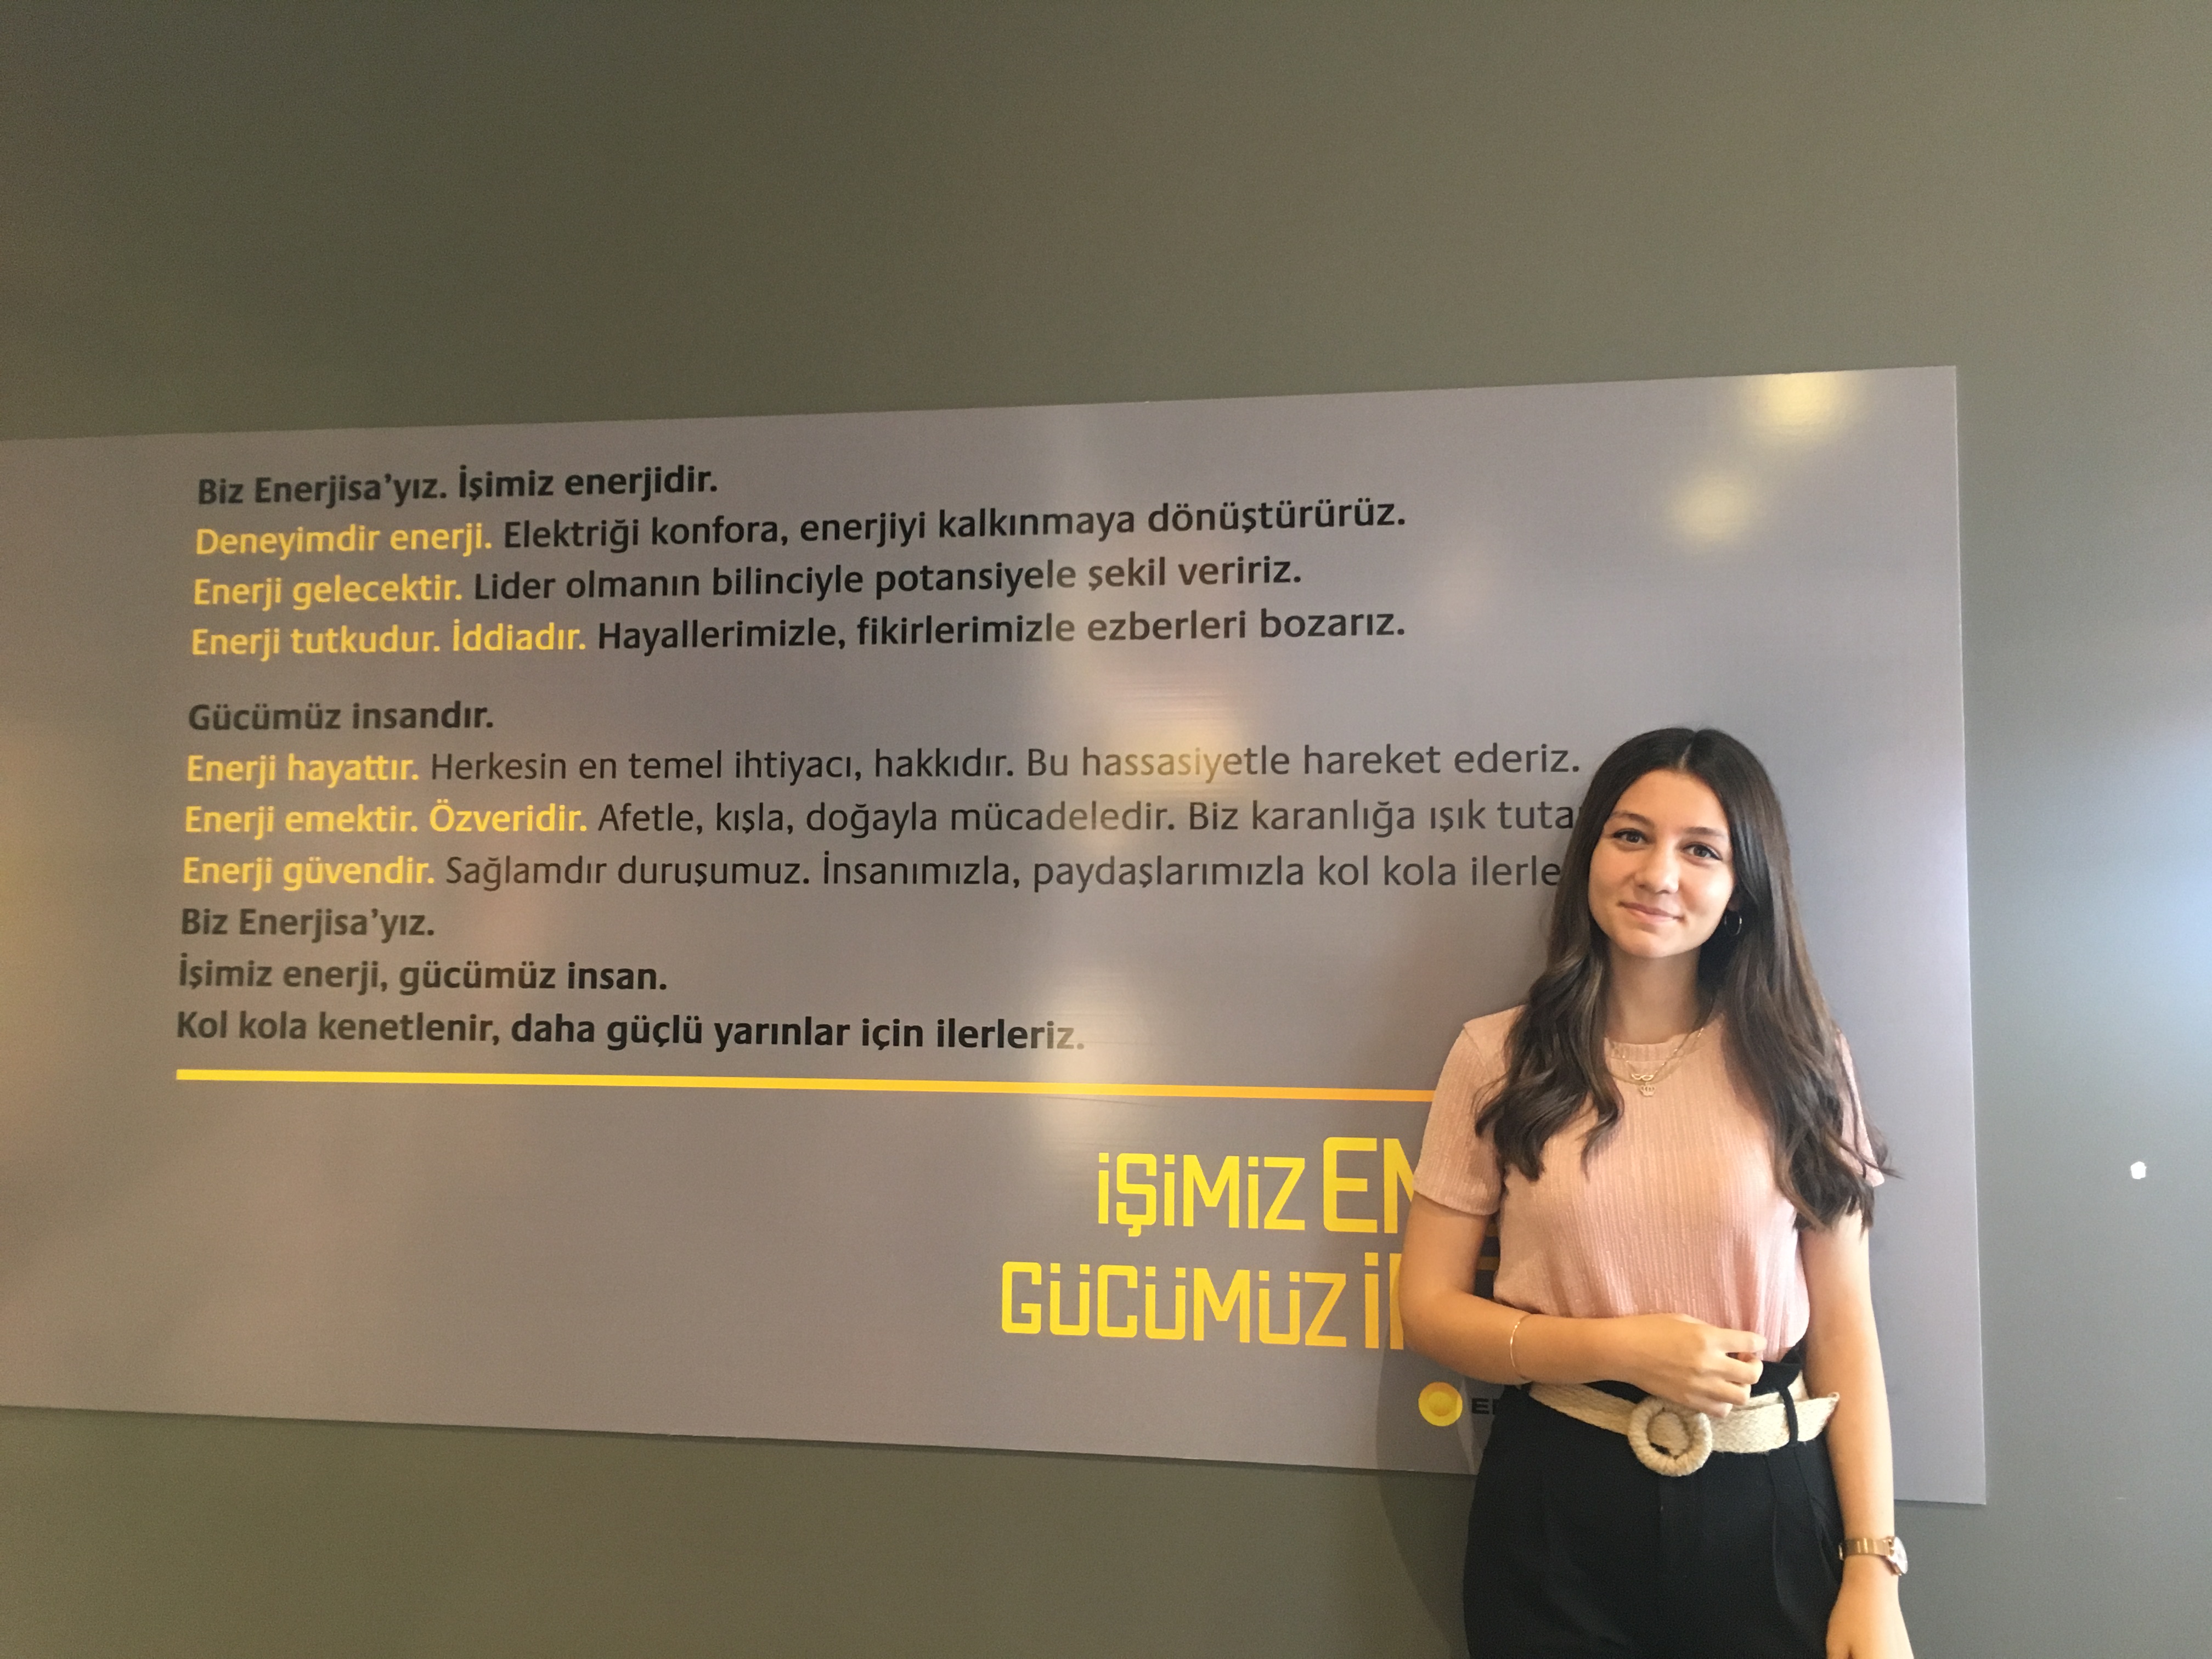 Biz Enerjisa'yız. İşimiz enerjidir.
Deneyimdir enerji. Elektriği konfora, enerjiyi kalkınmaya dönüştürürüz.
Enerji gelecektir. Lider olmanın bilinciyle potansiyele şekil veririz.
Enerji tutkudur. İddiadır. Hayallerimizle, fikirlerimizle ezberleri bozarız.
Gücümüz insandır.
Enerji hayattır. Herkesin en temel ihtiyacı, hakkıdır. Bu hassasiyetle hareket ederiz.
Enerji emektir. Özveridir. Afetle, kışla, doğayla mücadeledir. Biz karanlığa ışık
Enerji güvendir. Sağlamdır duruşumuz. İnsanımızla, paydaşlarımızla kol kola
Biz Enerjisa'yız.
İşimiz enerji, gücümüz insan.
Kol kola kenetlenir, daha güçlü yarınlar için ilerleriz.
İŞİMİZ
GÜCÜMÜZ